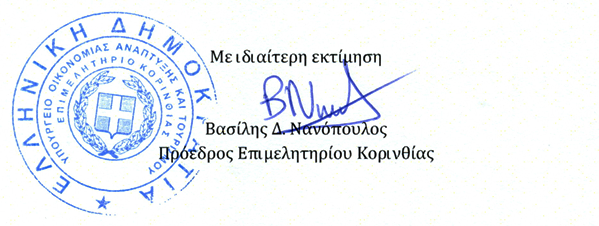 ΕΛΛΗΝΙΚΗ ΔΗΜΟΚΡΑΤΙΑ
ΥΠΟΥΡΓΕΙΟ ΟΙΚΟΝΟΜΙΑΣ ΑΝΑΠΤΥΞΗΣ ΚΑΙ ΤΟΥΡΙΣΜΟΥ
ΕΠΙΜΕΛΗΤΗΡΙΟ ΚΟΡΙΝΘΙΑΣ
Με ιδιαίτερη εκτίμηση
Βασίλης Δ. Νανόπουλος
Πρόεδρος Επιμελητηρίου Κορινθίας